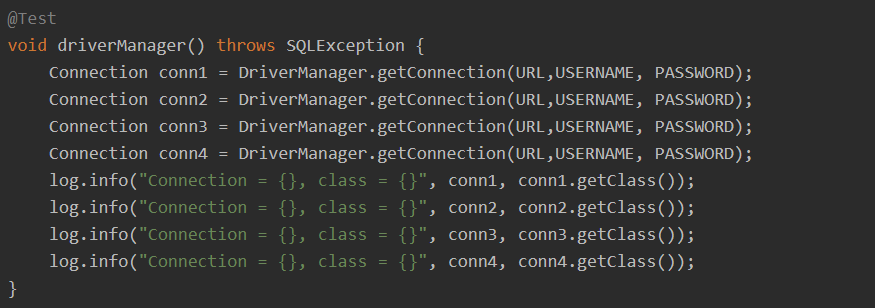 @Test
void driverManager() throws SQLException {
    Connection conn1 = DriverManager.getConnection(URL,USERNAME, PASSWORD);
    Connection conn2 = DriverManager.getConnection(URL,USERNAME, PASSWORD);
    Connection conn3 = DriverManager.getConnection(URL,USERNAME, PASSWORD);
    Connection conn4 = DriverManager.getConnection(URL,USERNAME, PASSWORD);
    log.info("Connection = {}, class = {}", conn1, conn1.getClass());
    log.info("Connection = {}, class = {}", conn2, conn2.getClass());
    log.info("Connection = {}, class = {}", conn3, conn3.getClass());
    log.info("Connection = {}, class = {}", conn4, conn4.getClass());
}